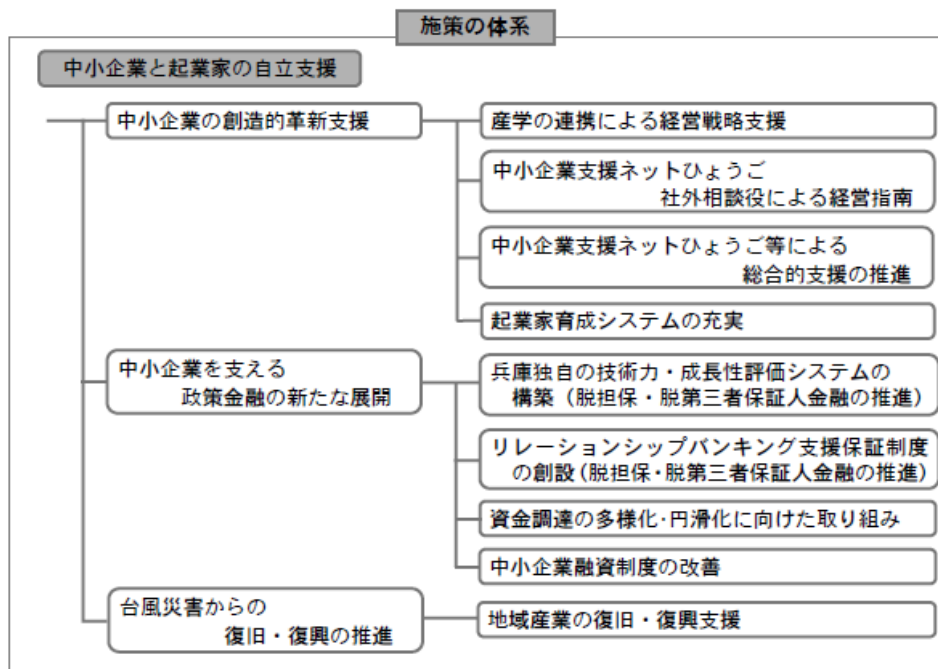 施策の体系
中小企業と起業家の自立支援
中小企業の創造的革新支援
産学の連携による経営戦略支援
中小企業支援ネットひょうご
社外相談役による経営指南
中小企業支援ネットひょうご等による
総合的支援の推進
起業家育成システムの充実
中小企業を支える
政策金融の新たな展開
兵庫独自の技術力・成長性評価システムの
構築（脱担保・脱第三者保証人金融の推進）
リレーションシップバンキング支援保証制度
の創設（脱担保・脱第三者保証人金融の推進）
資金調達の多様化・円滑化に向けた取り組み
中小企業融資制度の改善
台風災害からの
復旧・復興の推進
地域産業の復旧・復興支援